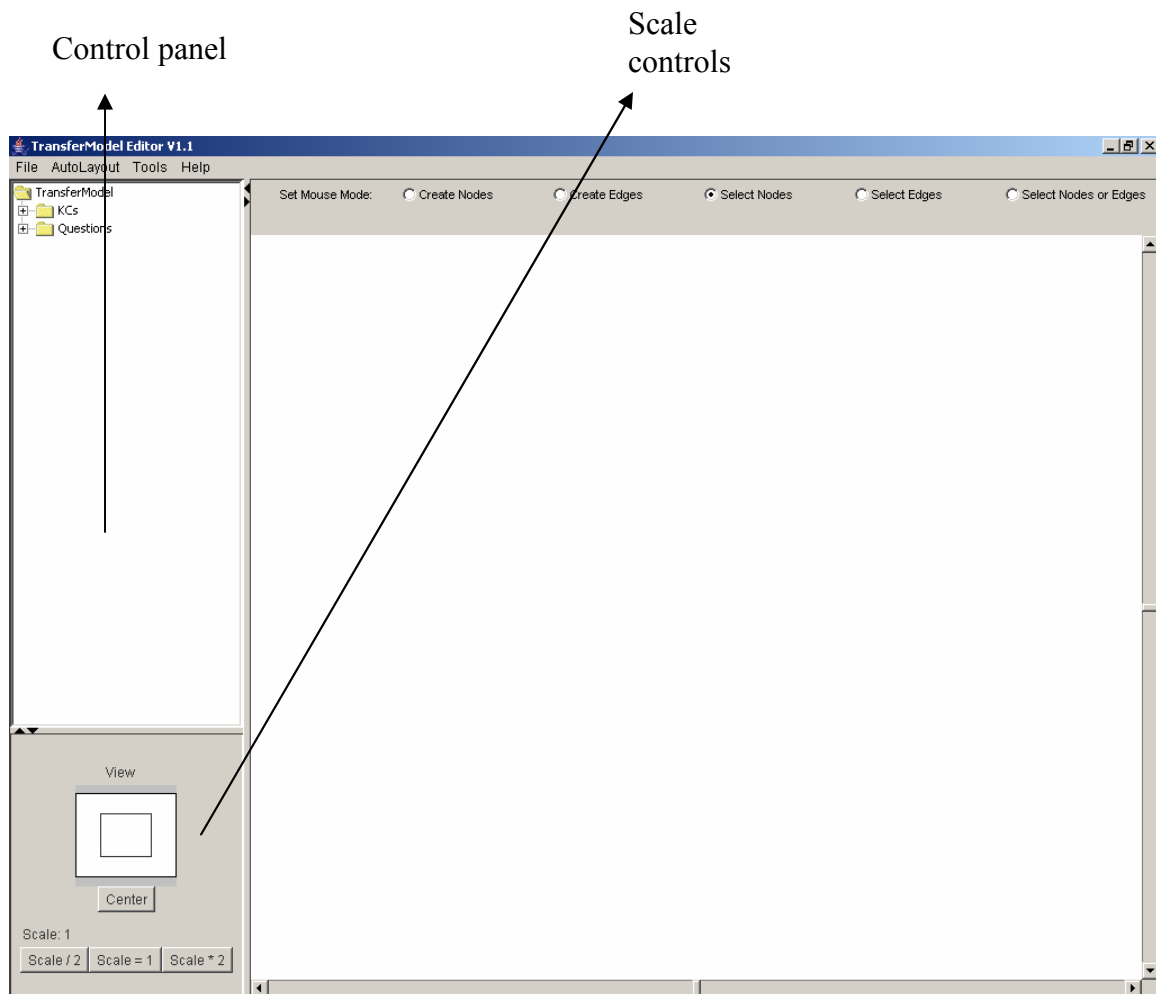 Control panel
Scale
controls
TransferModel Editor V1.1
File AutoLayout Tools Help
TransferModel
KCs
Questions
Set Mouse Mode: Create Nodes Create Edges Select Nodes Select Edges Select Nodes or Edges
View
Center
Scale: 1
Scale / 2 Scale = 1 Scale * 2